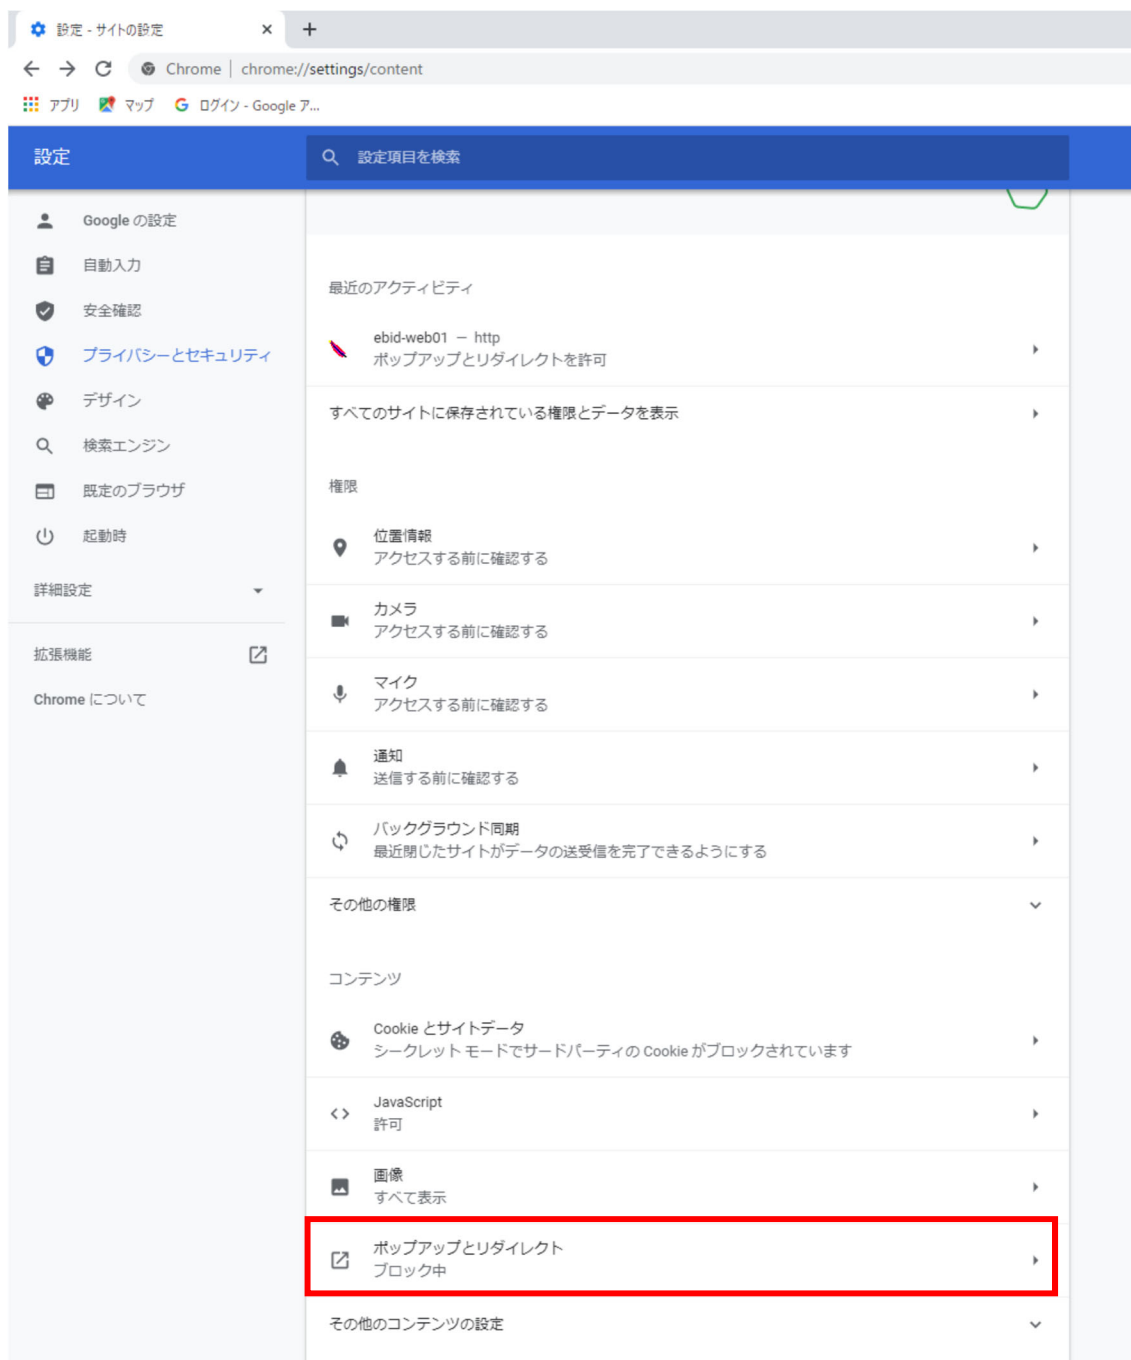 設定 - サイトの設定
Chrome | chrome://settings/content
アプリ マップ ログイン - Google ア...
設定
設定項目を検索
Google の設定
自動入力
安全確認
プライバシーとセキュリティ
デザイン
検索エンジン
既定のブラウザ
起動時
詳細設定
拡張機能
Chrome について
最近のアクティビティ
ebid-web01 — http
ポップアップとリダイレクトを許可
すべてのサイトに保存されている権限とデータを表示
権限
位置情報
アクセスする前に確認する
カメラ
アクセスする前に確認する
マイク
アクセスする前に確認する
通知
送信する前に確認する
バックグラウンド同期
最近閉じたサイトがデータの送受信を完了できるようにする
その他の権限
コンテンツ
Cookie とサイトデータ
シークレット モードでサードパーティの Cookie がブロックされています
JavaScript
許可
画像
すべて表示
ポップアップとリダイレクト
ブロック中
その他のコンテンツの設定